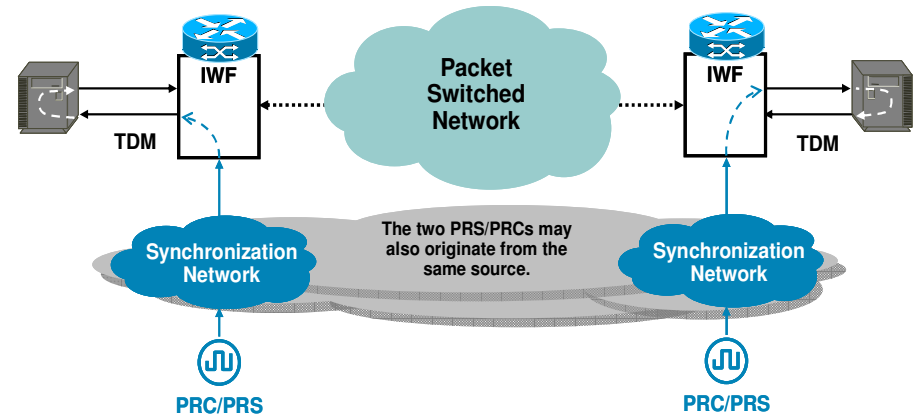 IWF
Packet
Switched
Network
IWF
TDM
TDM
The two PRS/PRCs may
also originate from the
same source.
Synchronization
Network
Synchronization
Network
PRC/PRS
PRC/PRS